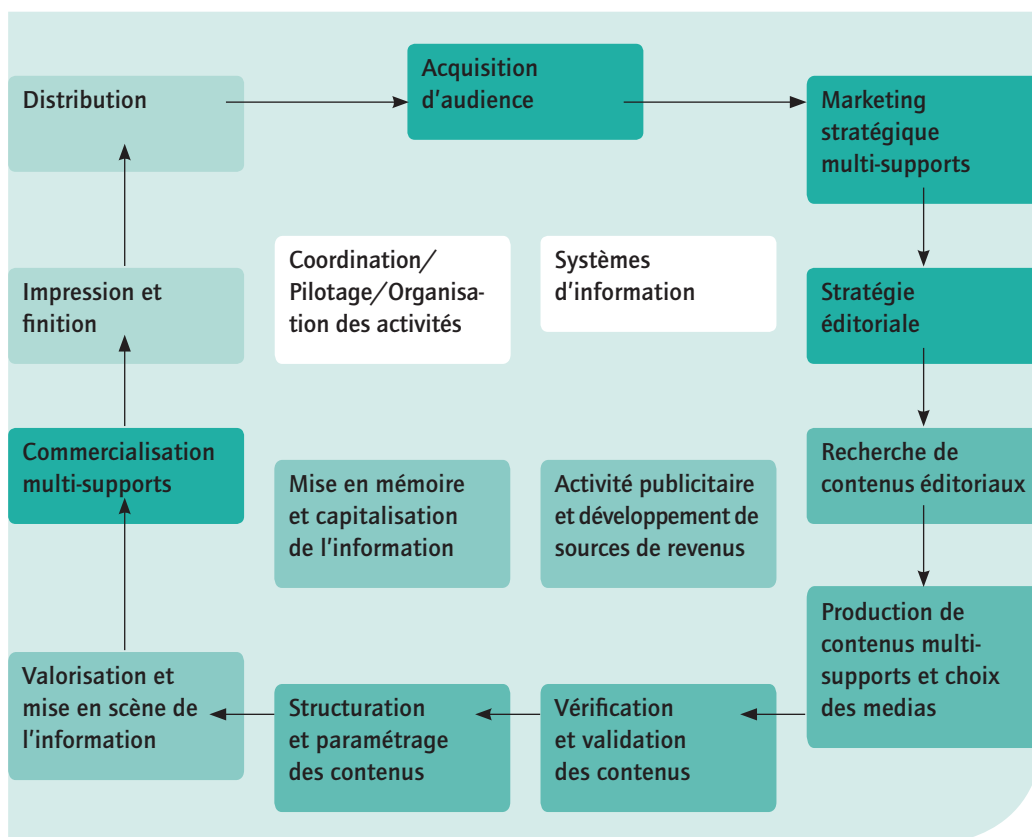 Distribution
Acquisition
d'audience
Marketing
stratégique
multi-supports
Impression et
finition
Coordination/
Pilotage/Organisa-
tion des activités
Systèmes
d'information
Stratégie
éditoriale
Commercialisation
multi-supports
Mise en mémoire
et capitalisation
de l'information
Activité publicitaire
et développement de
sources de revenus
Recherche de
contenus éditoriaux
Valorisation et
mise en scène de
l'information
Structuration
et paramétrage
des contenus
Vérification
et validation
des contenus
Production de
contenus multi-
supports et choix
des medias